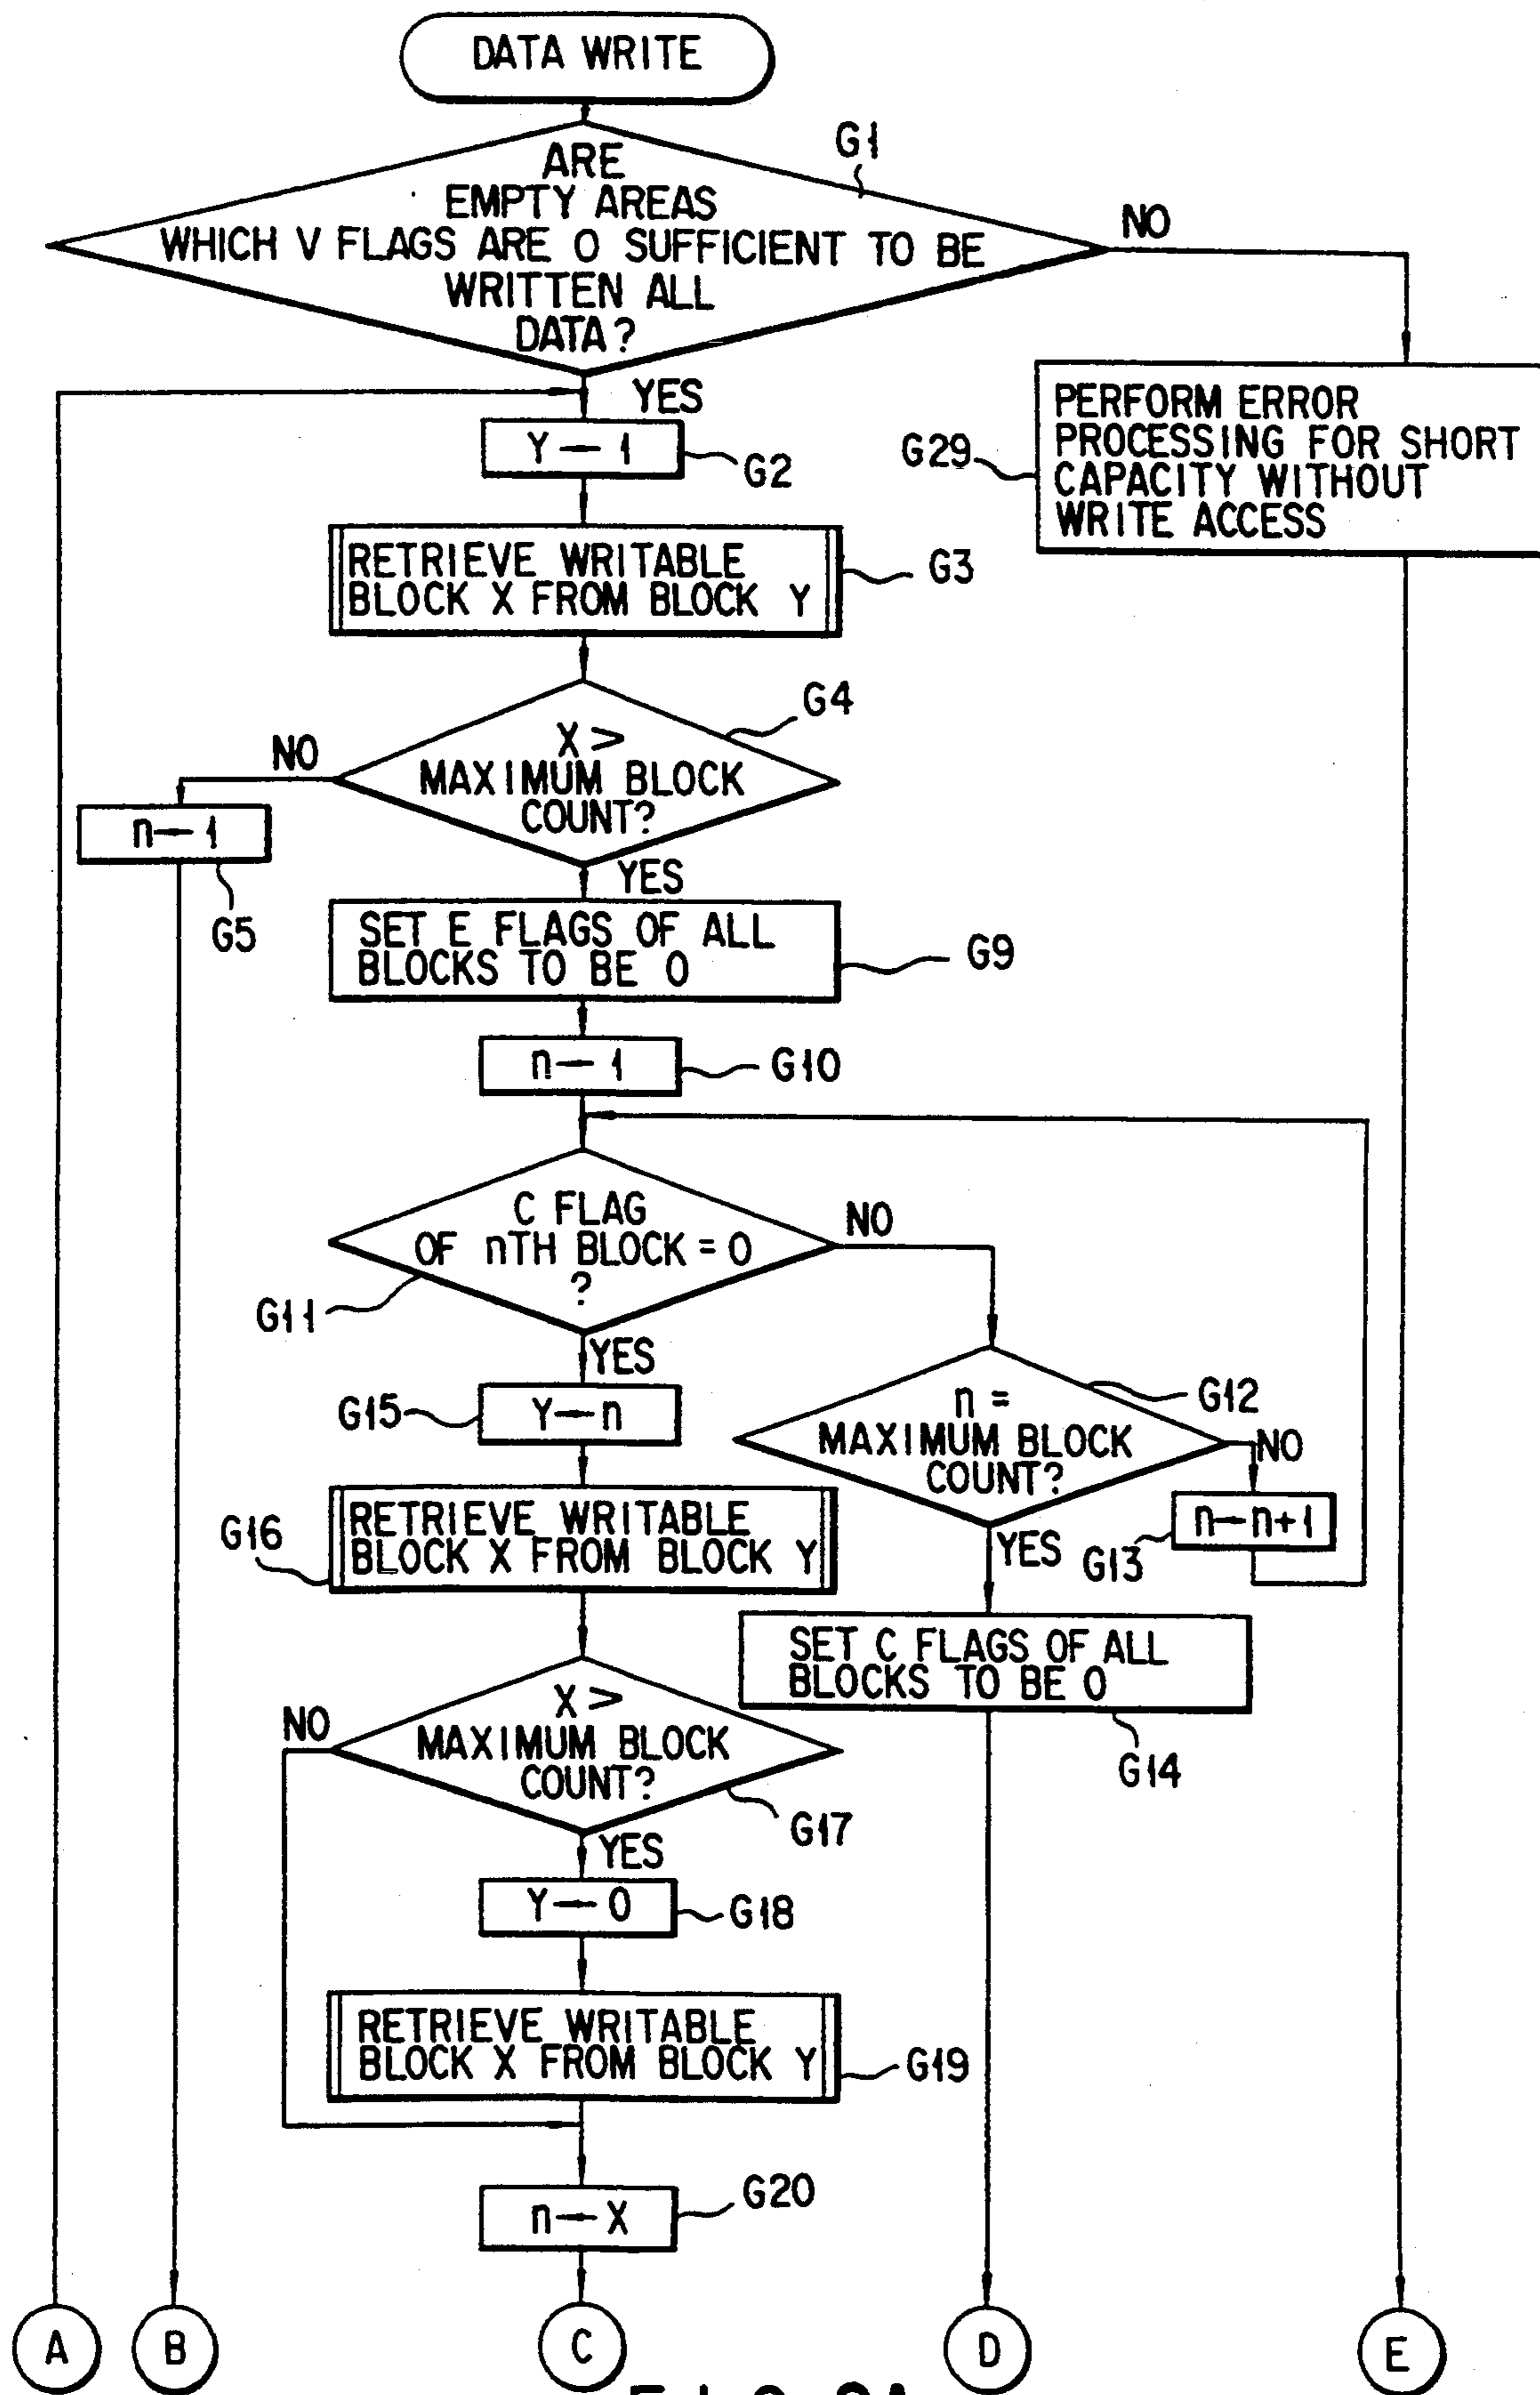 DATA WRITE
G1
ARE
EMPTY AREAS
WHICH V FLAGS ARE 0 SUFFICIENT TO BE
WRITTEN ALL
DATA?
NO
YES
Y ← 1
G2
G29
PERFORM ERROR
PROCESSING FOR SHORT
CAPACITY WITHOUT
WRITE ACCESS
RETRIEVE WRITABLE
BLOCK X FROM BLOCK Y
G3
G4
X >
MAXIMUM BLOCK
COUNT?
NO
n ← 1
G5
YES
SET E FLAGS OF ALL
BLOCKS TO BE 0
G9
n ← 1
G10
C FLAG
OF nTH BLOCK = 0
?
NO
G11
YES
G15
Y ← n
G12
n =
MAXIMUM BLOCK
COUNT?
NO
n ← n+1
G13
YES
G16
RETRIEVE WRITABLE
BLOCK X FROM BLOCK Y
SET C FLAGS OF ALL
BLOCKS TO BE 0
G14
X >
MAXIMUM BLOCK
COUNT?
NO
G17
YES
Y ← 0
G18
RETRIEVE WRITABLE
BLOCK X FROM BLOCK Y
G19
n ← X
G20
A
B
C
D
E